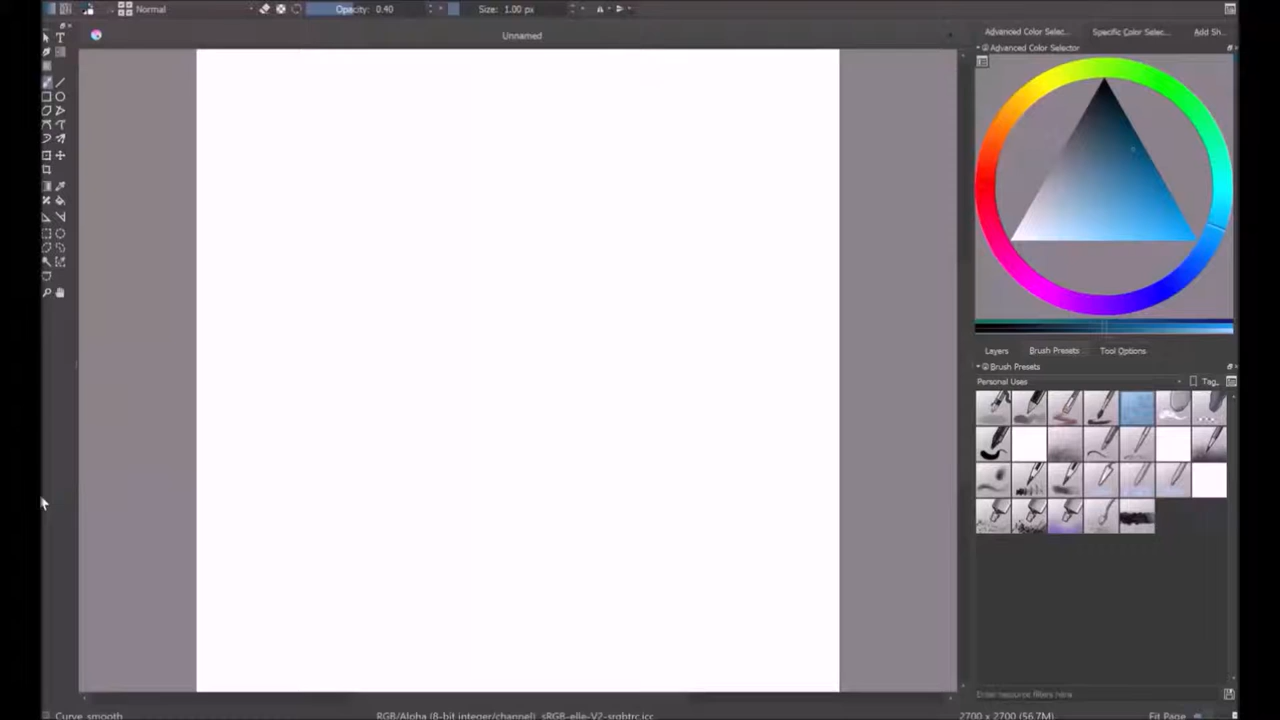 Normal
Opacity: 0.40
Size: 1.00 px
Unnamed
Advanced Color Selec...
Specific Color Selec...
Add Sh...
Advanced Color Selector
Layers
Brush Presets
Tool Options
Brush Presets
Personal Uses
Tag
Enter resource filters here
Curve_smooth
RGB/Alpha (8-bit integer/channel) sRGB-elle-V2-srgbtrc.icc
2700 x 2700 (56.7M)
Fit Page